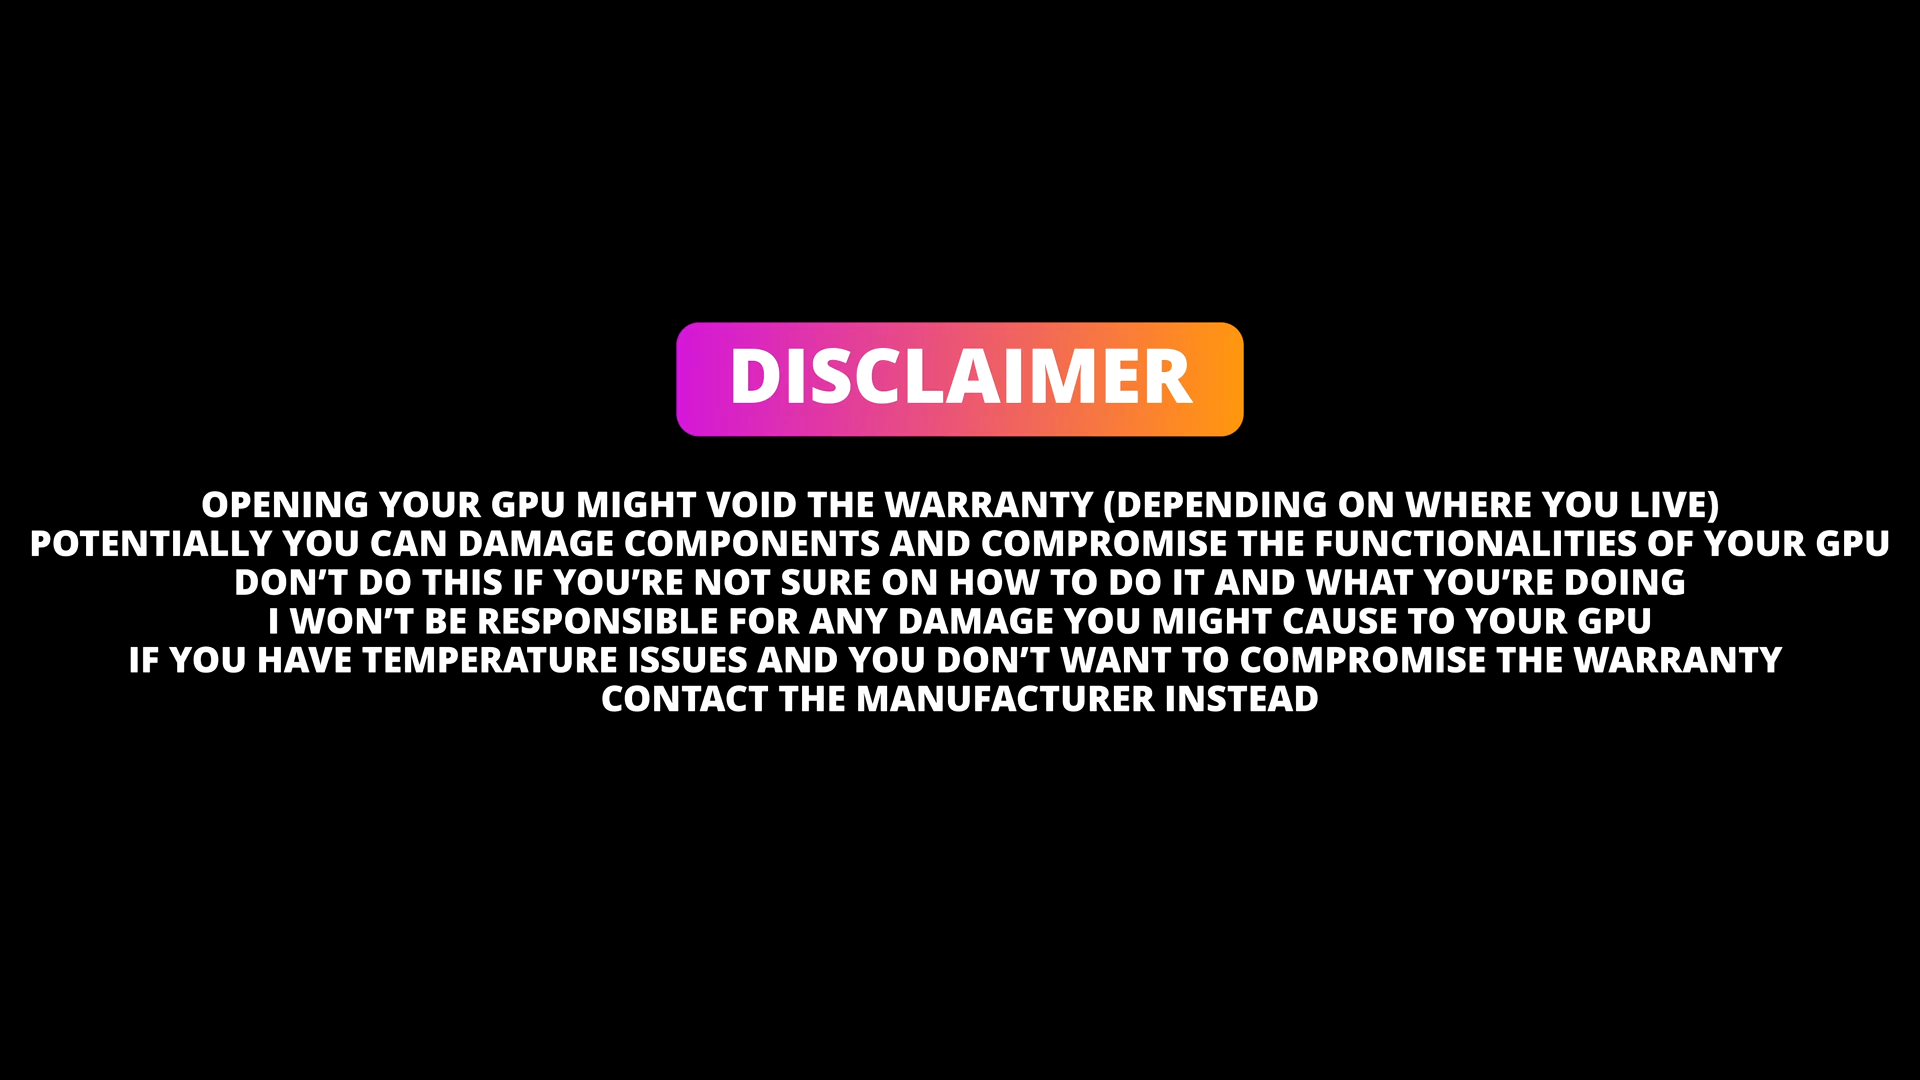 DISCLAIMER
OPENING YOUR GPU MIGHT VOID THE WARRANTY (DEPENDING ON WHERE YOU LIVE)
POTENTIALLY YOU CAN DAMAGE COMPONENTS AND COMPROMISE THE FUNCTIONALITIES OF YOUR GPU
DON’T DO THIS IF YOU’RE NOT SURE ON HOW TO DO IT AND WHAT YOU’RE DOING
I WON’T BE RESPONSIBLE FOR ANY DAMAGE YOU MIGHT CAUSE TO YOUR GPU
IF YOU HAVE TEMPERATURE ISSUES AND YOU DON’T WANT TO COMPROMISE THE WARRANTY
CONTACT THE MANUFACTURER INSTEAD